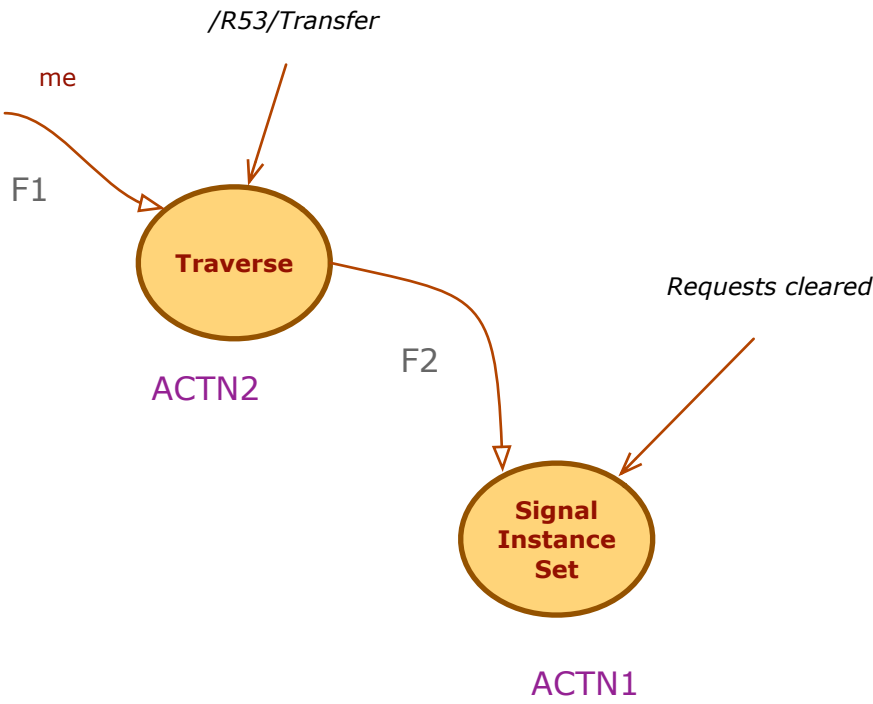 /R53/Transfer
me
F1
Traverse
Requests cleared
F2
ACTN2
Signal
Instance
Set
ACTN1